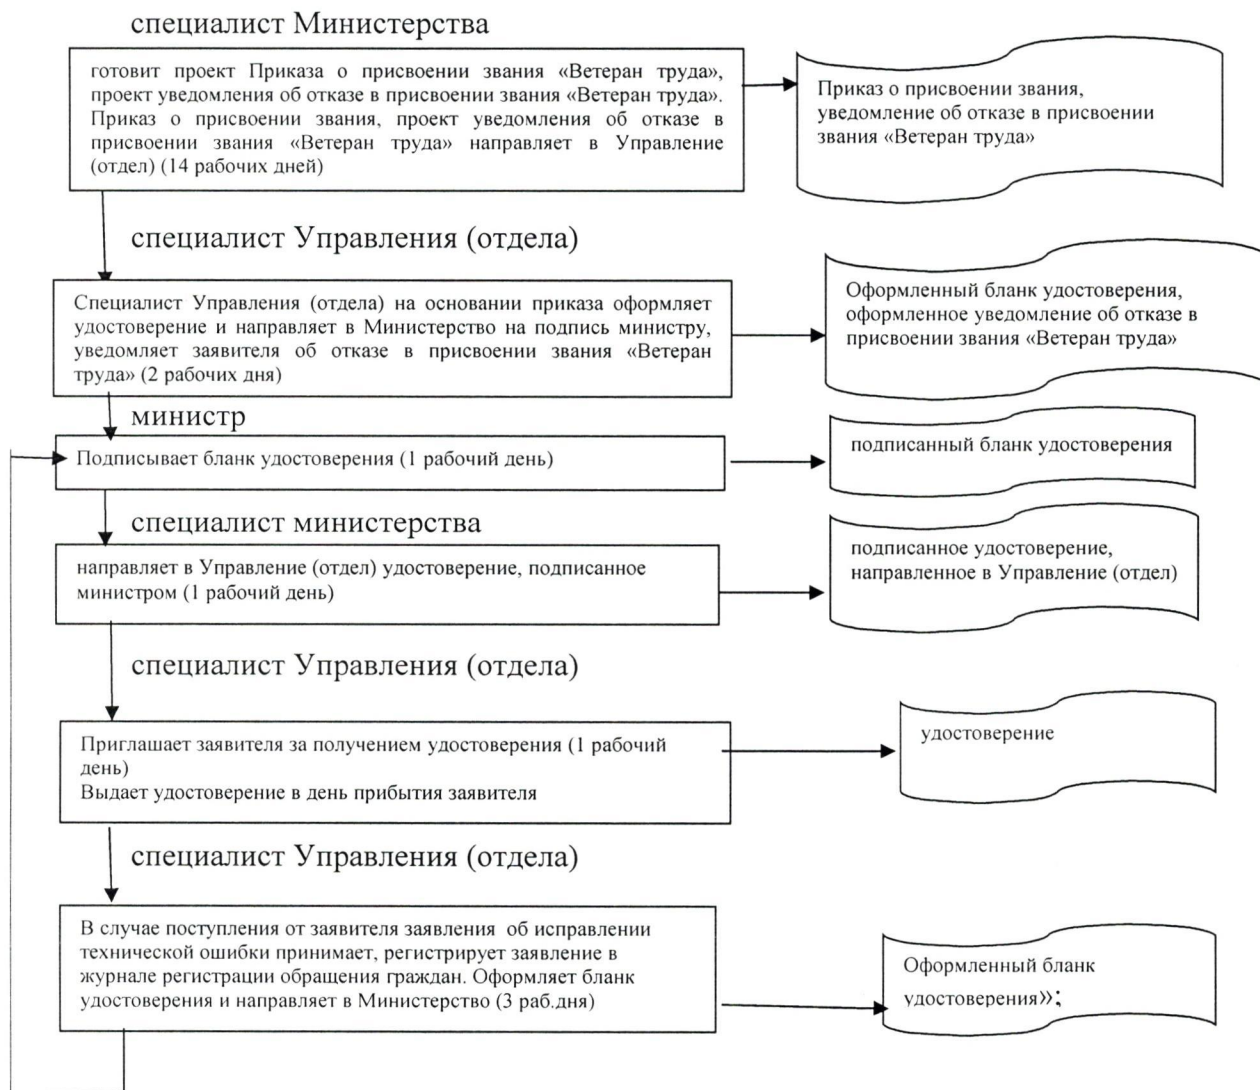 специалист Министерства
готовит проект Приказа о присвоении звания «Ветеран труда»,
проект уведомления об отказе в присвоении звания «Ветеран труда».
Приказ о присвоении звания, проект уведомления об отказе в
присвоении звания «Ветеран труда» направляет в Управление
(отдел) (14 рабочих дней)
Приказ о присвоении звания,
уведомление об отказе в присвоении
звания «Ветеран труда»
специалист Управления (отдела)
Специалист Управления (отдела) на основании приказа оформляет
удостоверение и направляет в Министерство на подпись министру,
уведомляет заявителя об отказе в присвоении звания «Ветеран
труда» (2 рабочих дня)
Оформленный бланк удостоверения,
оформленное уведомление об отказе в
присвоении звания «Ветеран труда»
министр
Подписывает бланк удостоверения (1 рабочий день)
подписанный бланк удостоверения
специалист министерства
направляет в Управление (отдел) удостоверение, подписанное
министром (1 рабочий день)
подписанное удостоверение,
направленное в Управление (отдел)
специалист Управления (отдела)
Приглашает заявителя за получением удостоверения (1 рабочий
день)
Выдает удостоверение в день прибытия заявителя
удостоверение
специалист Управления (отдела)
В случае поступления от заявителя заявления об исправлении
технической ошибки принимает, регистрирует заявление в
журнале регистрации обращения граждан. Оформляет бланк
удостоверения и направляет в Министерство (3 раб.дня)
Оформленный бланк
удостоверения»;